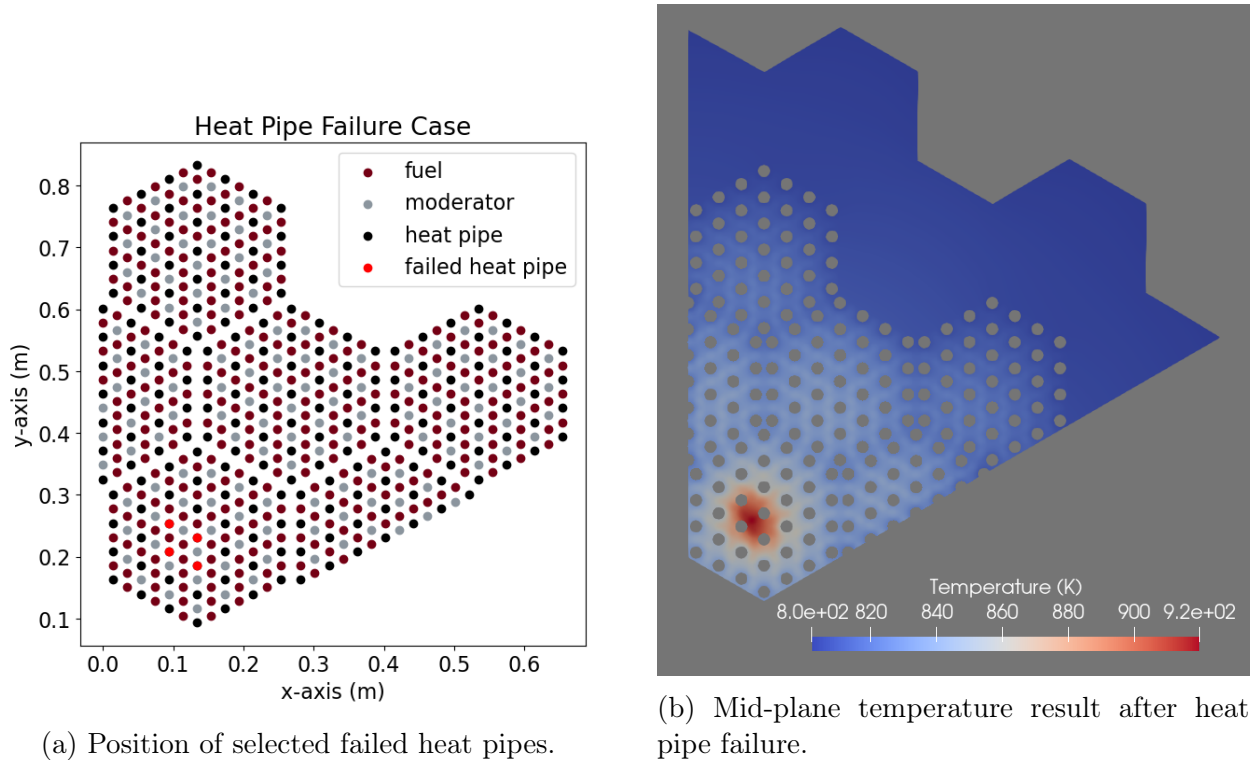 Heat Pipe Failure Case
fuel
moderator
heat pipe
failed heat pipe
0.8
0.7
0.6
0.5
0.4
0.3
0.2
0.1
y-axis (m)
0.0 0.1 0.2 0.3 0.4 0.5 0.6
x-axis (m)
(a) Position of selected failed heat pipes.
Temperature (K)
8.0e+02 820 840 860 880 900 9.2e+02
(b) Mid-plane temperature result after heat
pipe failure.